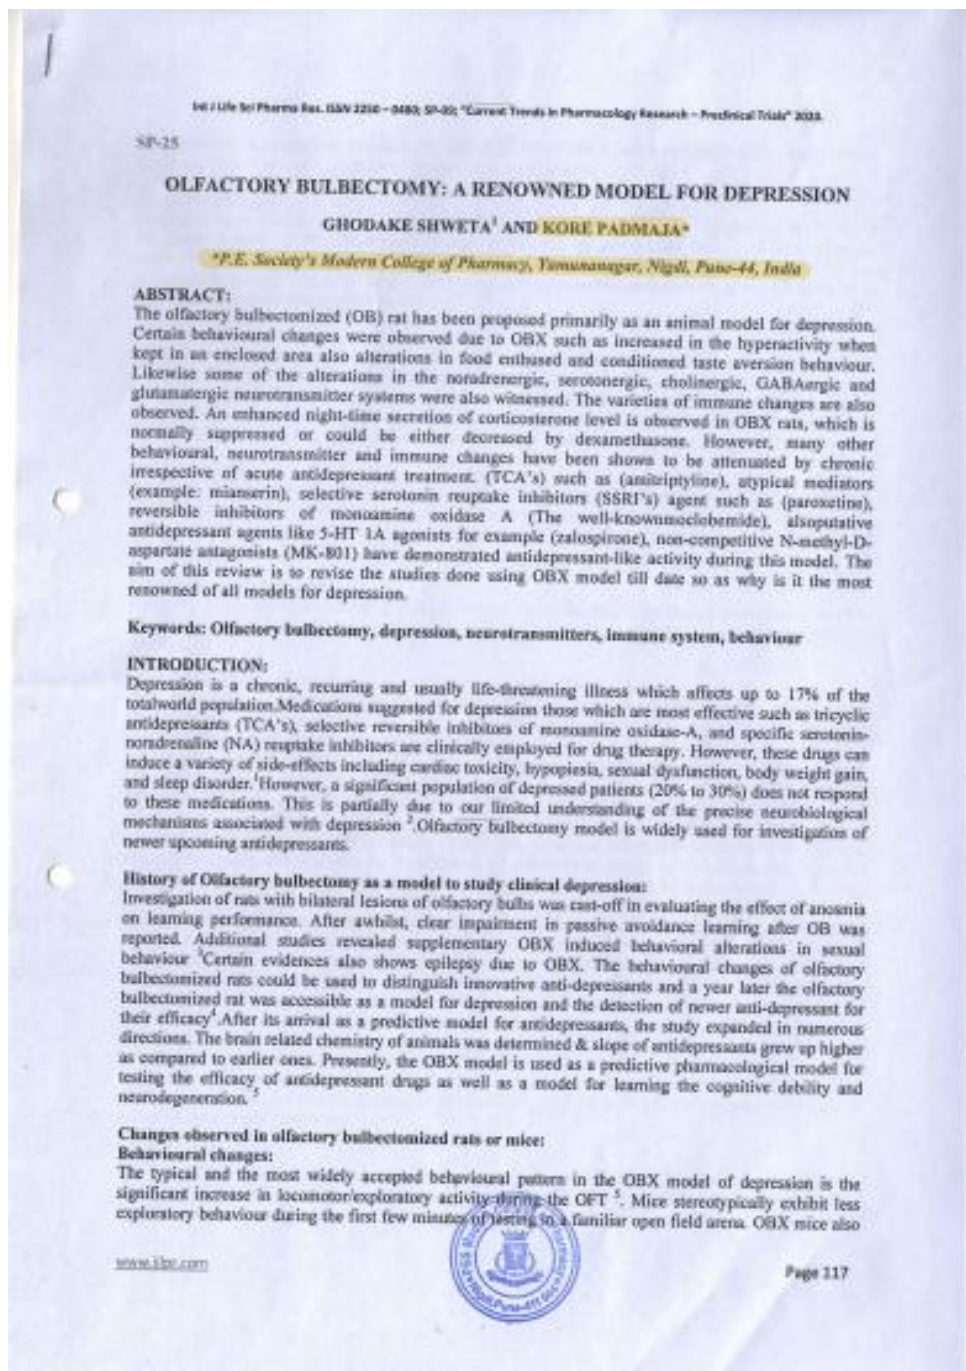 Int J Life Sci Pharma Res. ISSN 2250 – 0480; SP-09; "Current Trends in Pharmacology Research – Preclinical Trials" 2023.
SP-25
OLFACTORY BULBECTOMY: A RENOWNED MODEL FOR DEPRESSION
GHODAKE SHWETA¹ AND KORE PADMAJA*
*P.E. Society's Modern College of Pharmacy, Yamunanagar, Nigdi, Pune-44, India
ABSTRACT:
The olfactory bulbectomized (OB) rat has been proposed primarily as an animal model for depression.
Certain behavioural changes were observed due to OBX such as increased in the hyperactivity when
kept in an enclosed area also alterations in food enthused and conditioned taste aversion behaviour.
Likewise some of the alterations in the noradrenergic, serotonergic, cholinergic, GABAergic and
glutamatergic neurotransmitter systems were also witnessed. The varieties of immune changes are also
observed. An enhanced night-time secretion of corticosterone level is observed in OBX rats, which is
normally suppressed or could be either decreased by dexamethasone. However, many other
behavioural, neurotransmitter and immune changes have been shown to be attenuated by chronic
irrespective of acute antidepressant treatment. (TCA's) such as (amitriptyline), atypical mediators
(example: mianserin), selective serotonin reuptake inhibitors (SSRI's) agent such as (paroxetine),
reversible inhibitors of monoamine oxidase A (The well-knownmoclobemide), alsoputative
antidepressant agents like 5-HT 1A agonists for example (zalospirone), non-competitive N-methyl-D-
aspartate antagonists (MK-801) have demonstrated antidepressant-like activity during this model. The
aim of this review is to revise the studies done using OBX model till date so as why is it the most
renowned of all models for depression.
Keywords: Olfactory bulbectomy, depression, neurotransmitters, immune system, behaviour
INTRODUCTION:
Depression is a chronic, recurring and usually life-threatening illness which affects up to 17% of the
totalworld population.Medications suggested for depression those which are most effective such as tricyclic
antidepressants (TCA's), selective reversible inhibitors of monoamine oxidase-A, and specific serotonin-
noradrenaline (NA) reuptake inhibitors are clinically employed for drug therapy. However, these drugs can
induce a variety of side-effects including cardiac toxicity, hypopiesia, sexual dysfunction, body weight gain,
and sleep disorder.¹However, a significant population of depressed patients (20% to 30%) does not respond
to these medications. This is partially due to our limited understanding of the precise neurobiological
mechanisms associated with depression ².Olfactory bulbectomy model is widely used for investigation of
newer upcoming antidepressants.
History of Olfactory bulbectomy as a model to study clinical depression:
Investigation of rats with bilateral lesions of olfactory bulbs was cast-off in evaluating the effect of anosmia
on learning performance. After awhilst, clear impairment in passive avoidance learning after OB was
reported. Additional studies revealed supplementary OBX induced behavioral alterations in sexual
behaviour ³Certain evidences also shows epilepsy due to OBX. The behavioural changes of olfactory
bulbectomized rats could be used to distinguish innovative anti-depressants and a year later the olfactory
bulbectomized rat was accessible as a model for depression and the detection of newer anti-depressant for
their efficacy⁴.After its arrival as a predictive model for antidepressants, the study expanded in numerous
directions. The brain related chemistry of animals was determined & slope of antidepressants grew up higher
as compared to earlier ones. Presently, the OBX model is used as a predictive pharmacological model for
testing the efficacy of antidepressant drugs as well as a model for learning the cognitive debility and
neurodegeneration. ⁵
Changes observed in olfactory bulbectomized rats or mice:
Behavioural changes:
The typical and the most widely accepted behavioural pattern in the OBX model of depression is the
significant increase in locomotor/exploratory activity during the OFT ⁵. Mice stereotypically exhibit less
exploratory behaviour during the first few minutes of testing in a familiar open field arena. OBX mice also
Page 117